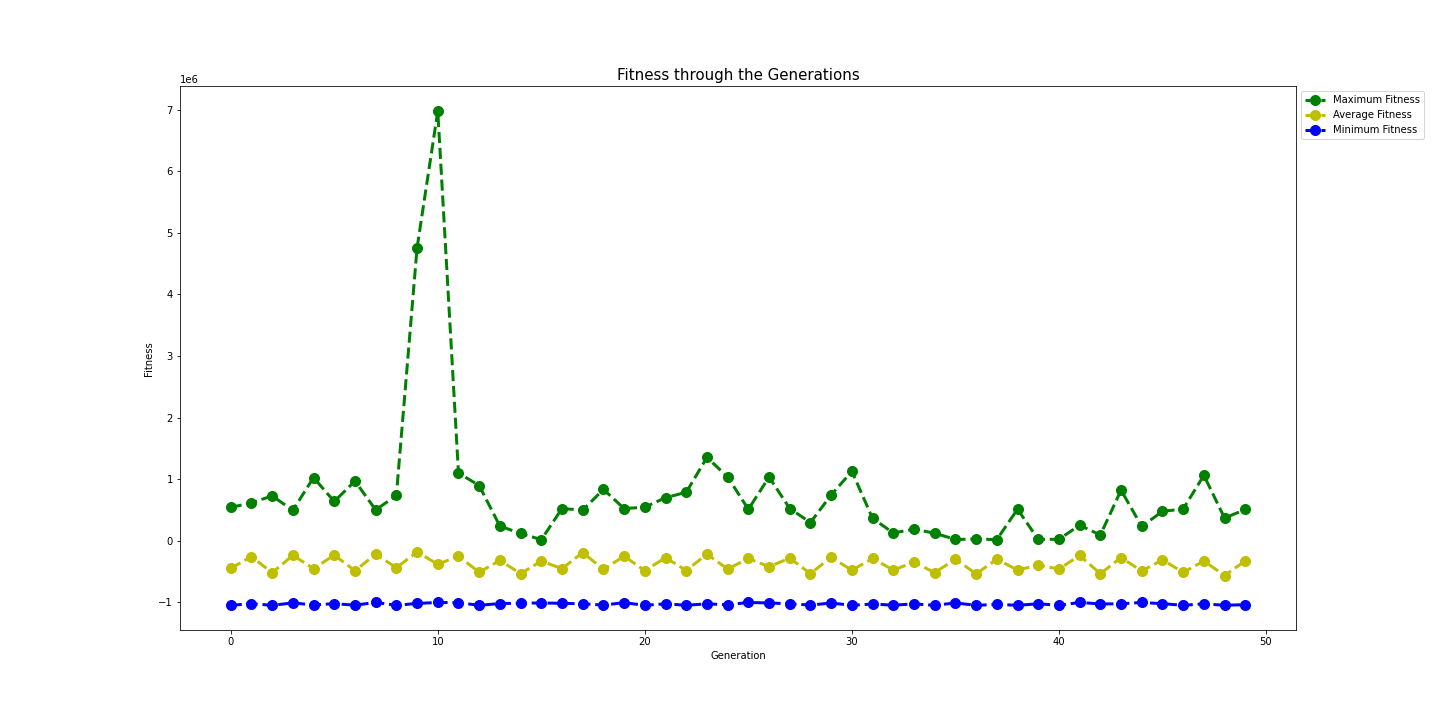 Fitness through the Generations
1e6
Maximum Fitness
Average Fitness
Minimum Fitness
7
6
5
4
3
2
1
0
−1
Fitness
0 10 20 30 40 50
Generation